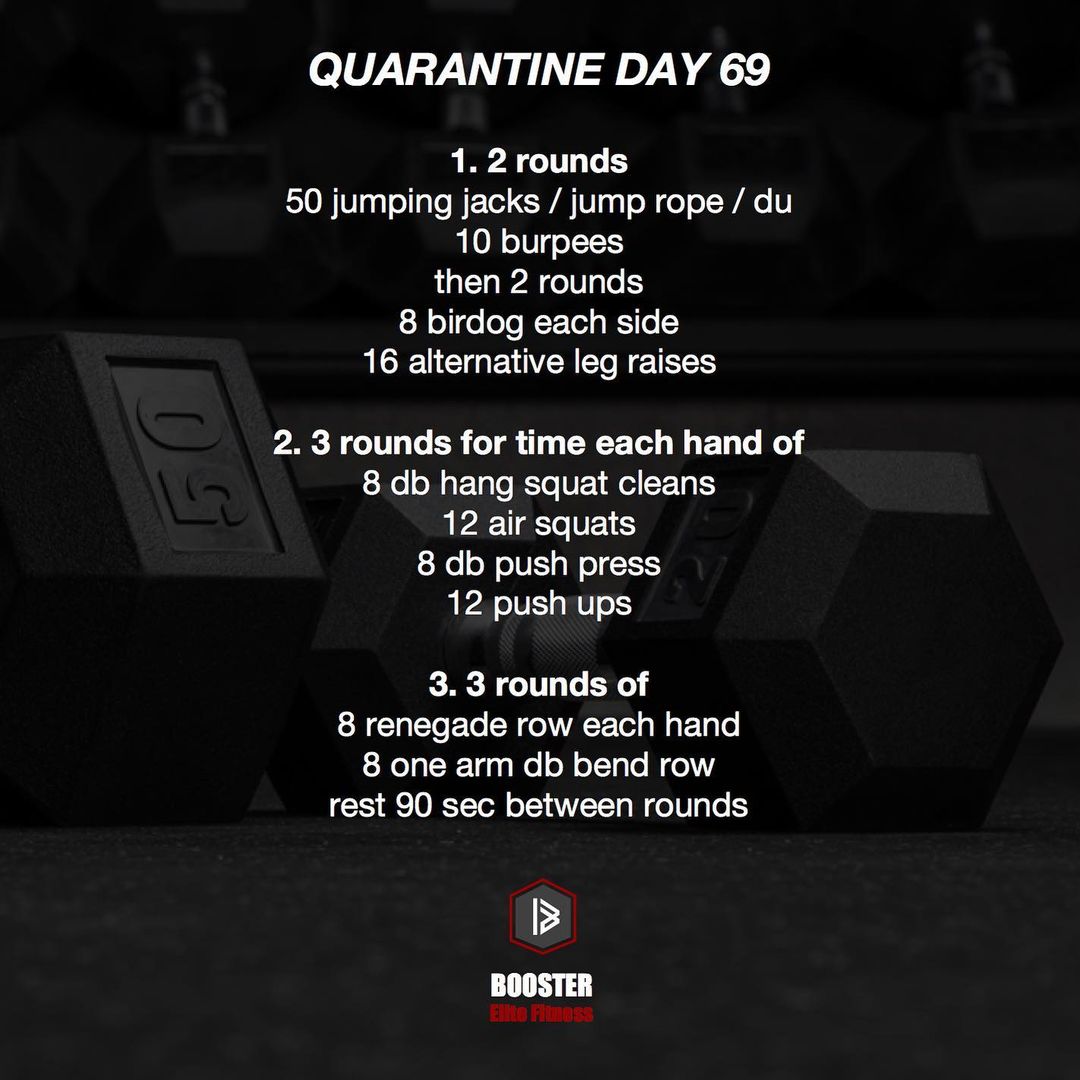 QUARANTINE DAY 69
1. 2 rounds
50 jumping jacks / jump rope / du
10 burpees
then 2 rounds
8 birdog each side
16 alternative leg raises
2. 3 rounds for time each hand of
8 db hang squat cleans
12 air squats
8 db push press
12 push ups
3. 3 rounds of
8 renegade row each hand
8 one arm db bend row
rest 90 sec between rounds
50
20
BOOSTER
Elite Fitness